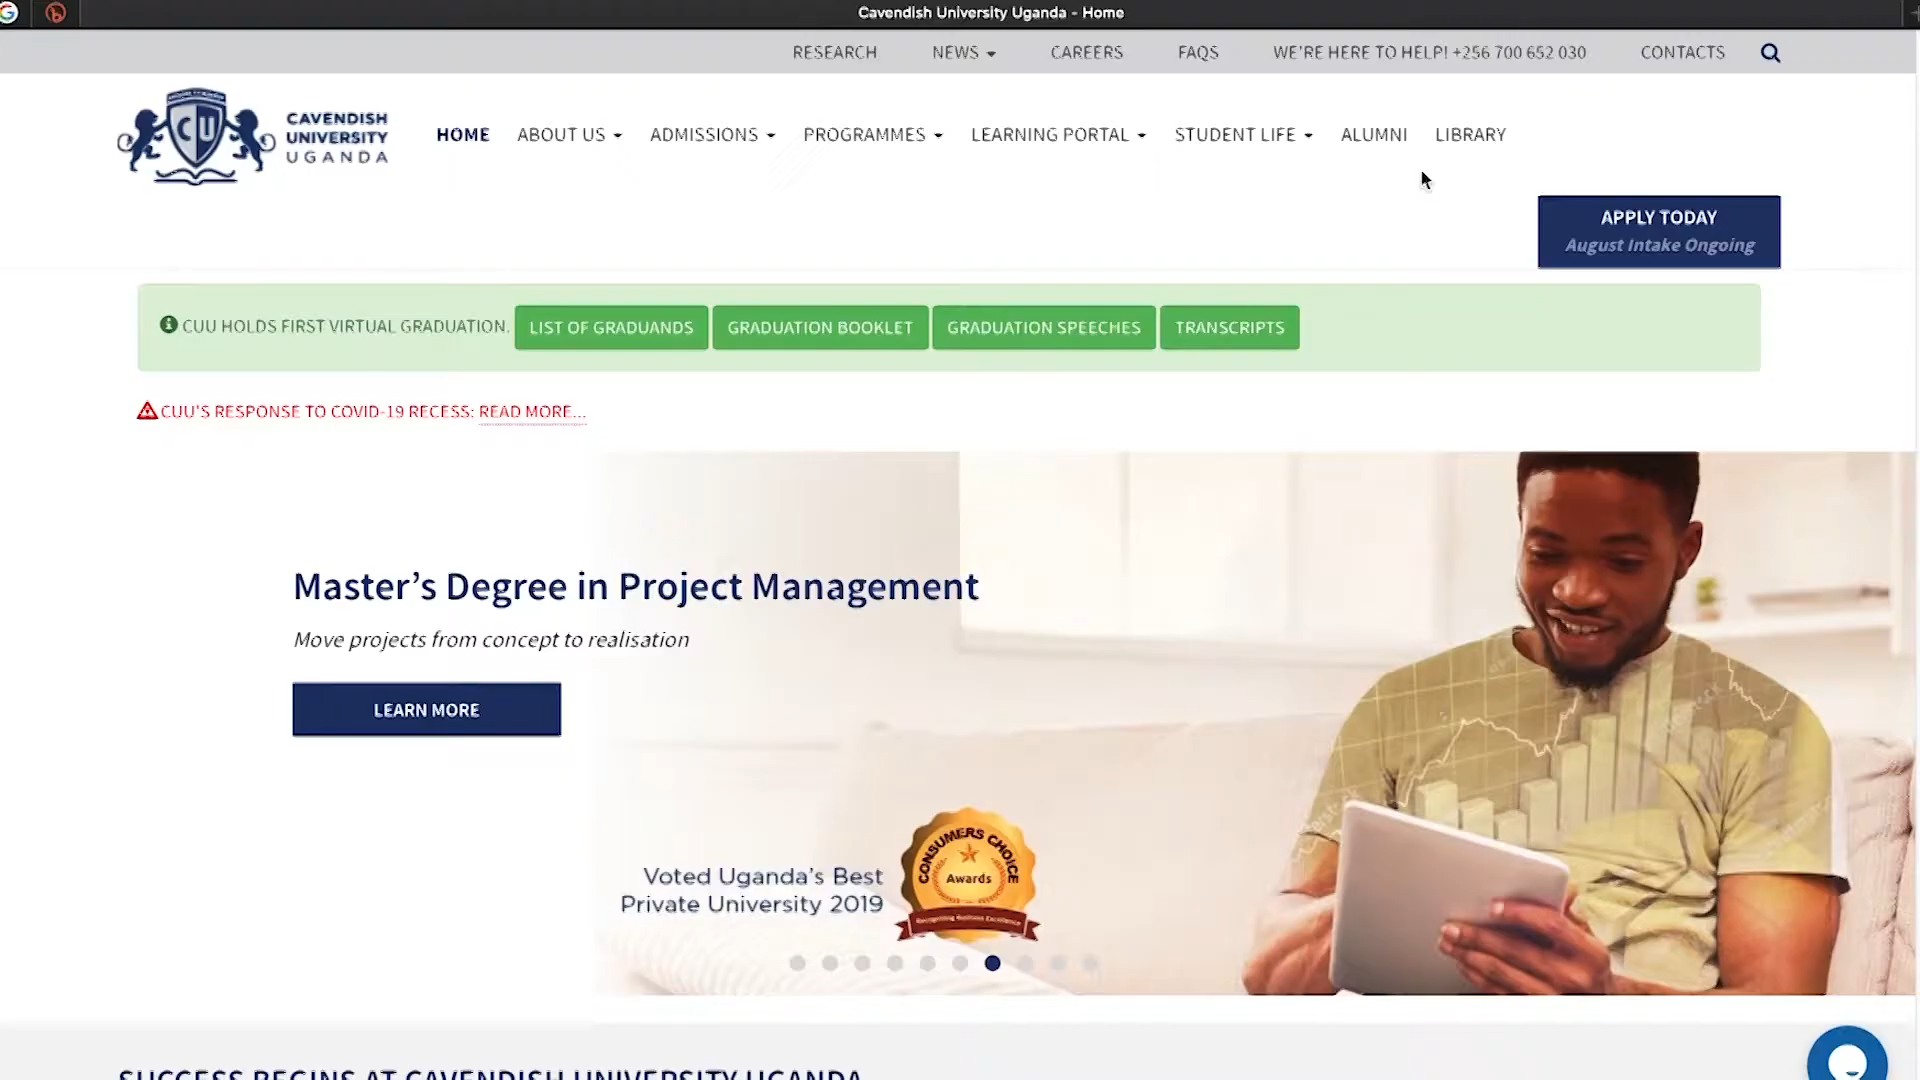 Cavendish University Uganda - Home
RESEARCH NEWS CAREERS FAQS WE'RE HERE TO HELP! +256 700 652 030 CONTACTS
CU
CAVENDISH
UNIVERSITY
UGANDA
HOME ABOUT US ADMISSIONS PROGRAMMES LEARNING PORTAL STUDENT LIFE ALUMNI LIBRARY
APPLY TODAY
August Intake Ongoing
CUU HOLDS FIRST VIRTUAL GRADUATION. LIST OF GRADUANDS GRADUATION BOOKLET GRADUATION SPEECHES TRANSCRIPTS
CUU'S RESPONSE TO COVID-19 RECESS: READ MORE...
Master’s Degree in Project Management
Move projects from concept to realisation
LEARN MORE
Voted Uganda’s Best
Private University 2019
CONSUMERS CHOICE
Awards
Recognising Business Excellence
SUCCESS BEGINS AT CAVENDISH UNIVERSITY UGANDA